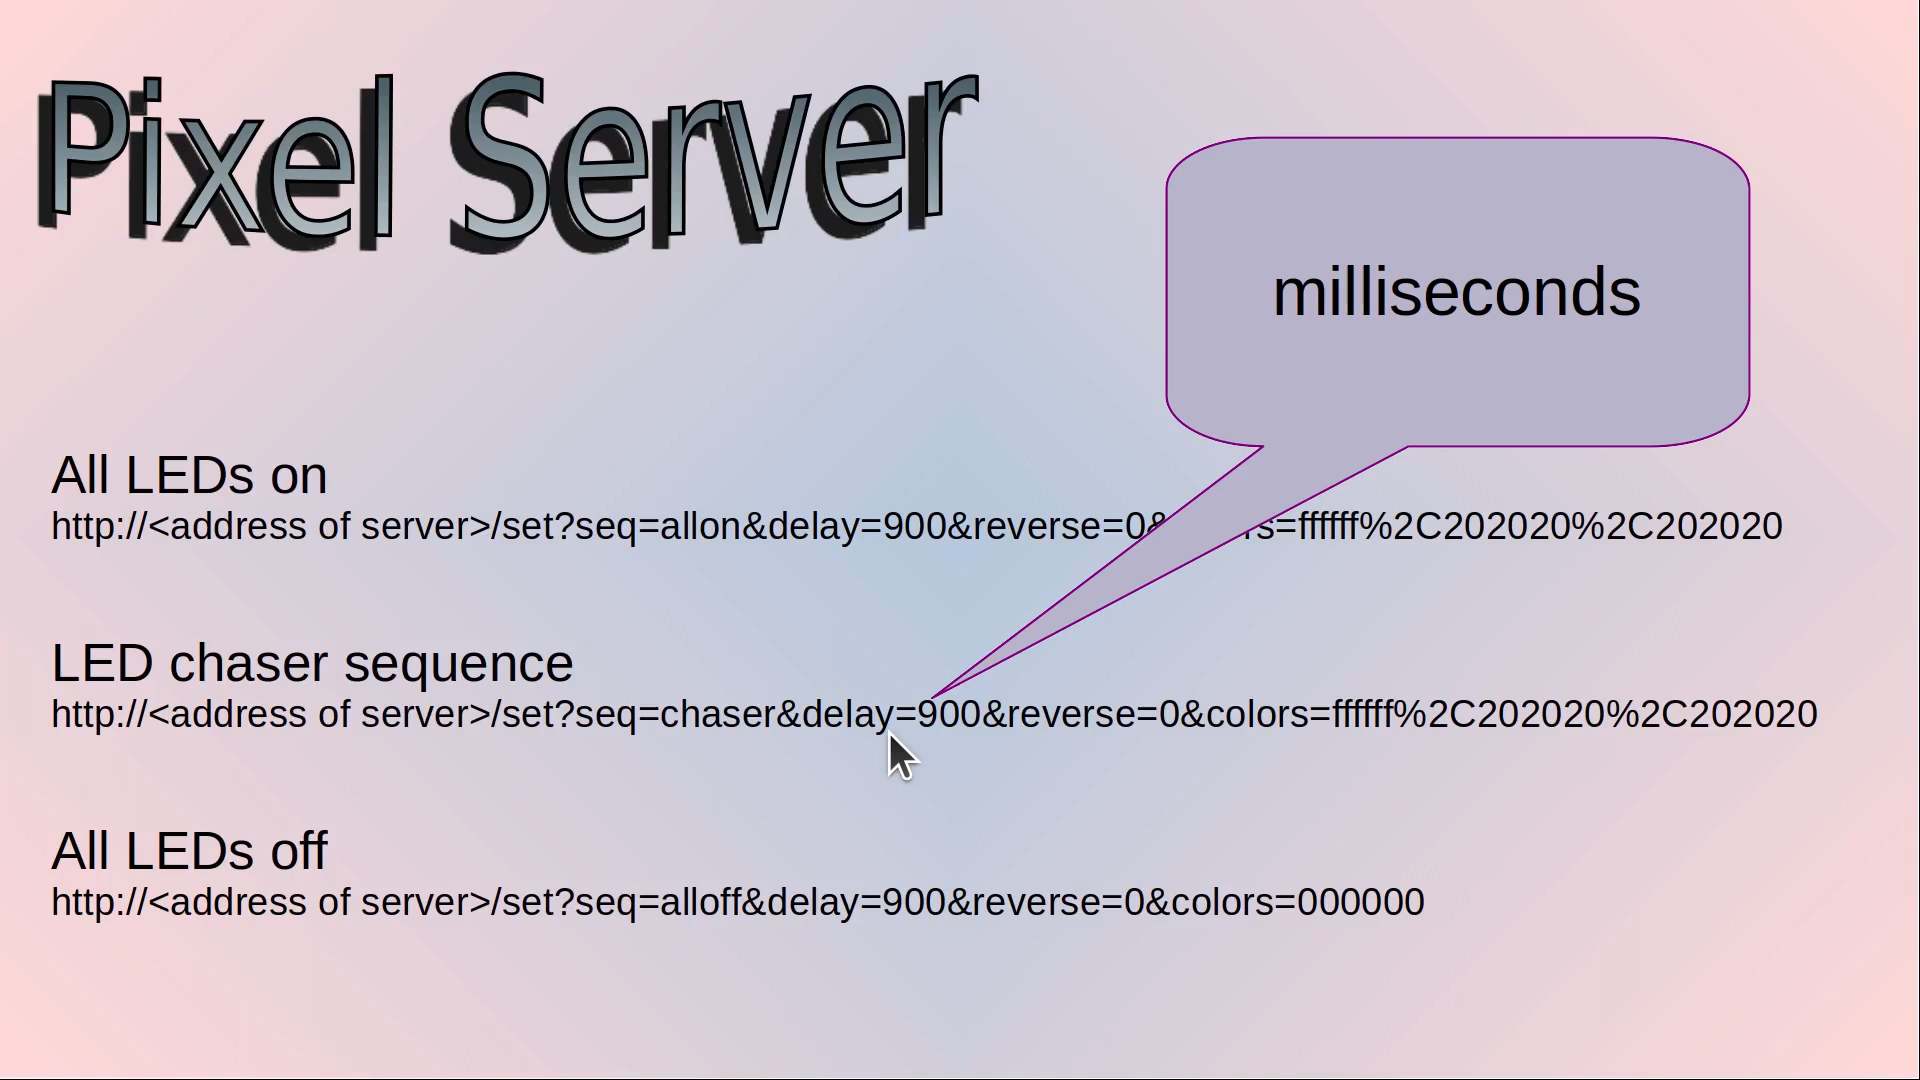 Pixel Server
milliseconds
All LEDs on
http://<address of server>/set?seq=allon&delay=900&reverse=0& rs=ffffff%2C202020%2C202020
LED chaser sequence
http://<address of server>/set?seq=chaser&delay=900&reverse=0&colors=ffffff%2C202020%2C202020
All LEDs off
http://<address of server>/set?seq=alloff&delay=900&reverse=0&colors=000000